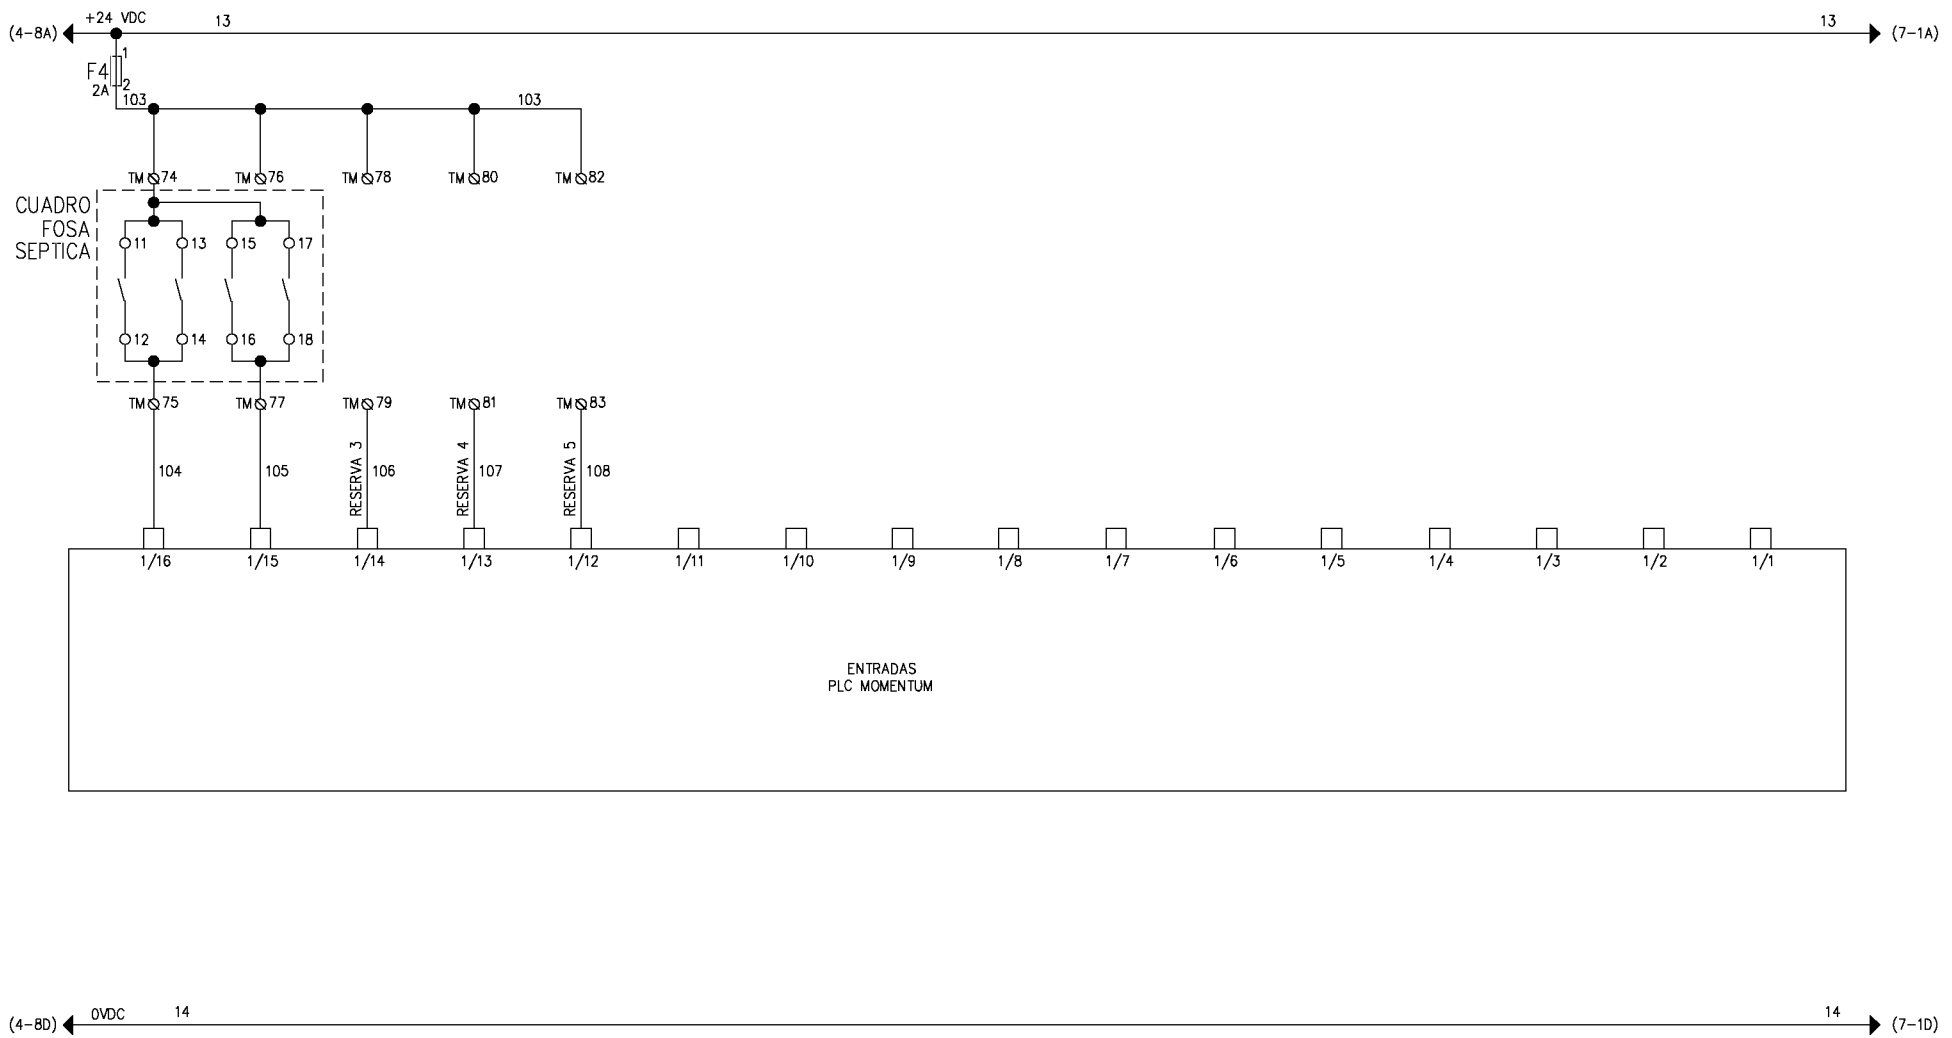 +24 VDC
13
13
(4-8A)
(7-1A)
1
F4
2
2A
103
103
TM 74
TM 76
TM 78
TM 80
TM 82
CUADRO
FOSA
SEPTICA
11
13
15
17
12
14
16
18
TM 75
TM 77
TM 79
TM 81
TM 83
104
105
RESERVA 3
106
RESERVA 4
107
RESERVA 5
108
1/16
1/15
1/14
1/13
1/12
1/11
1/10
1/9
1/8
1/7
1/6
1/5
1/4
1/3
1/2
1/1
ENTRADAS
PLC MOMENTUM
(4-8D)
0VDC
14
14
(7-1D)